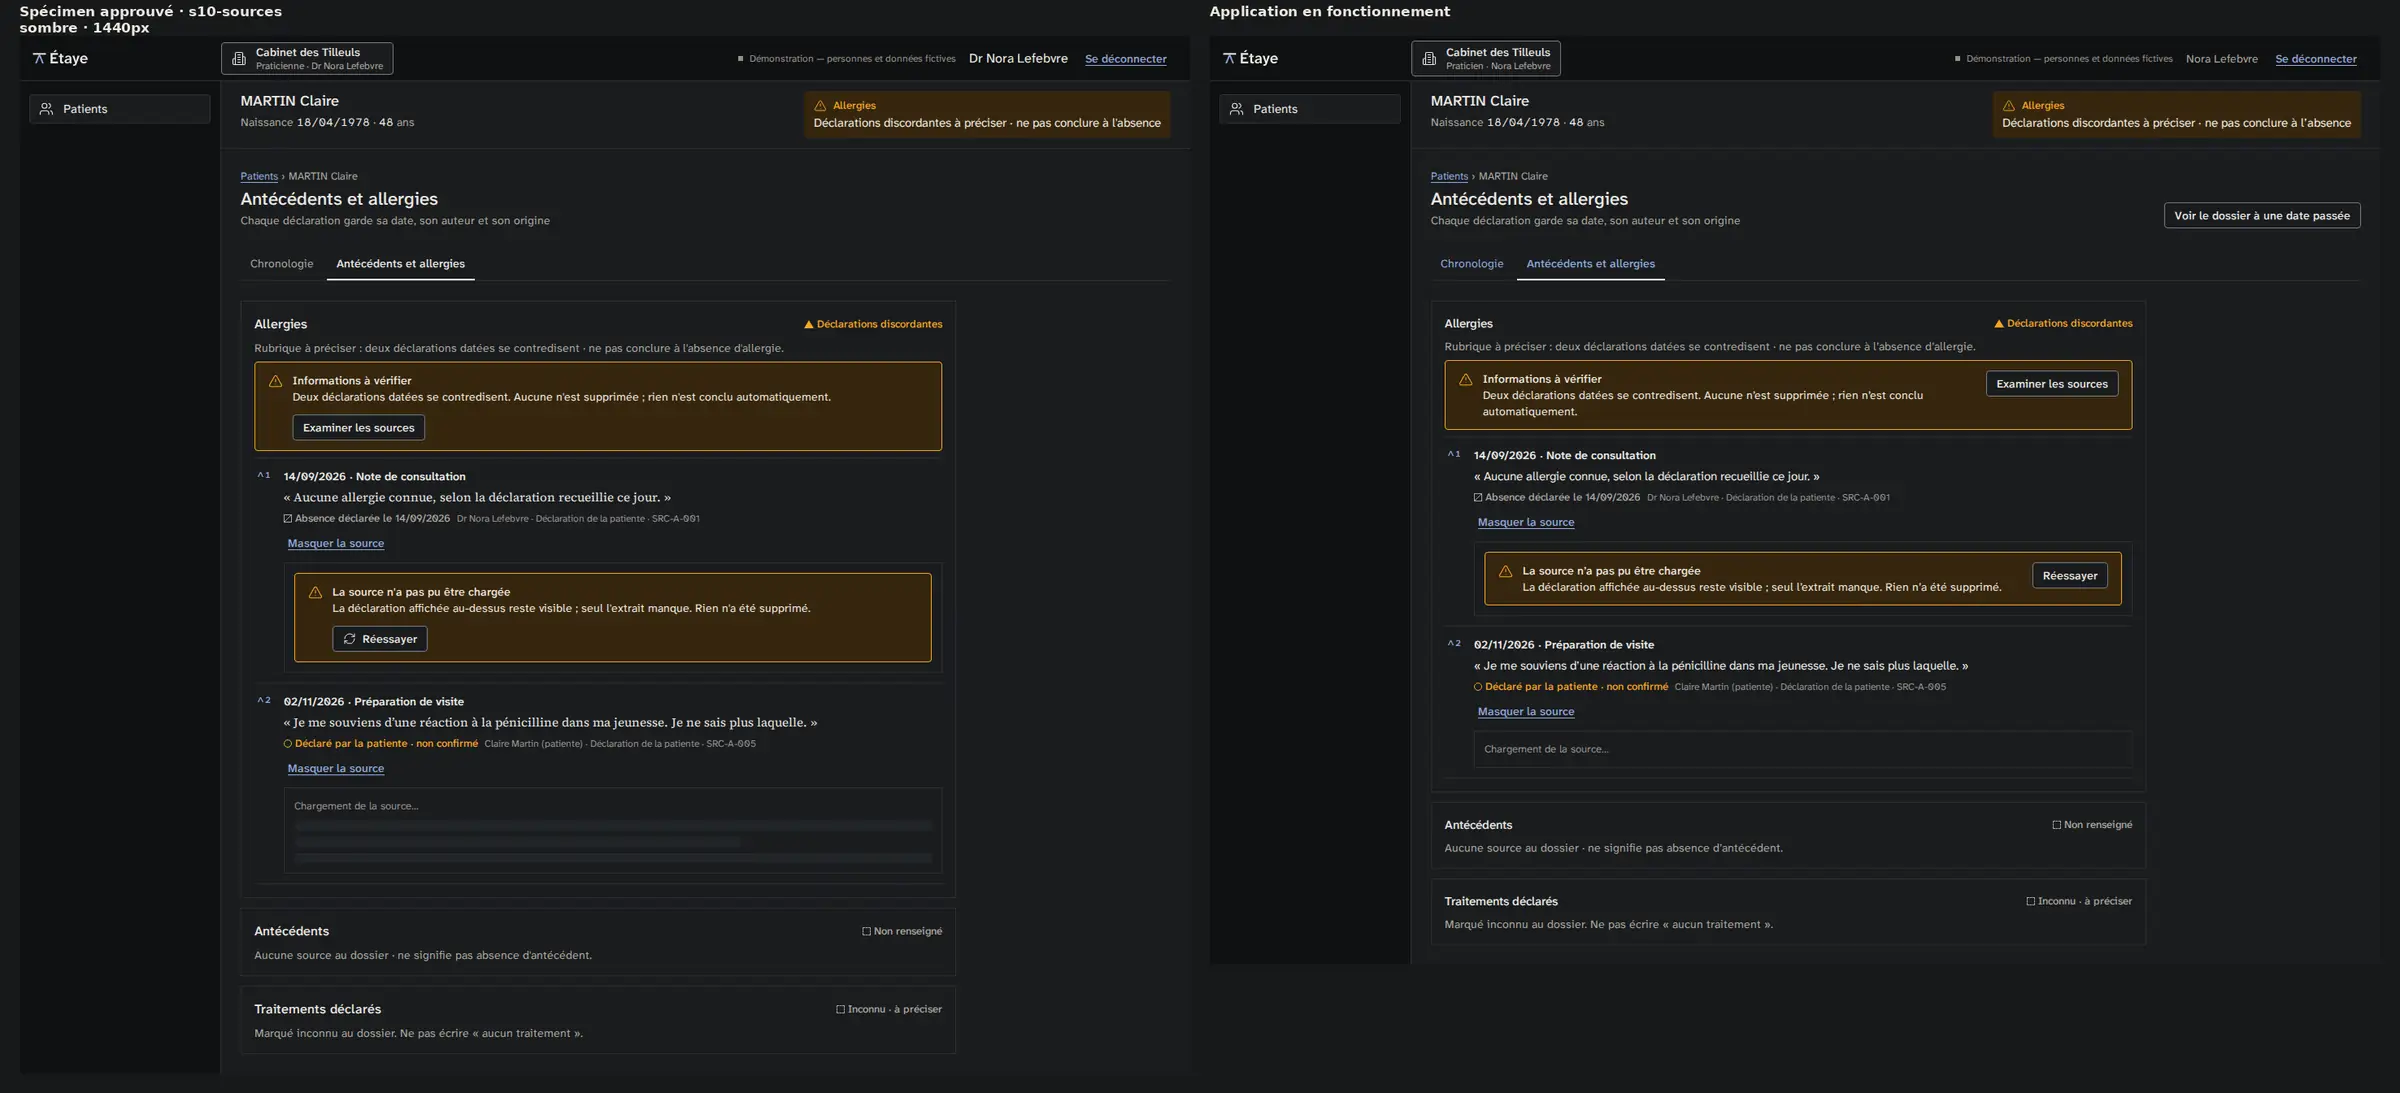 Spécimen approuvé · s10-sources
sombre · 1440px
Étaye
Cabinet des Tilleuls
Praticienne · Dr Nora Lefebvre
Démonstration — personnes et données fictives
Dr Nora Lefebvre
Se déconnecter
Patients
MARTIN Claire
Naissance 18/04/1978 · 48 ans
Allergies
Déclarations discordantes à préciser · ne pas conclure à l'absence
Patients › MARTIN Claire
Antécédents et allergies
Chaque déclaration garde sa date, son auteur et son origine
Chronologie
Antécédents et allergies
Allergies
Déclarations discordantes
Rubrique à préciser : deux déclarations datées se contredisent · ne pas conclure à l'absence d'allergie.
Informations à vérifier
Deux déclarations datées se contredisent. Aucune n'est supprimée ; rien n'est conclu automatiquement.
Examiner les sources
^1
14/09/2026 · Note de consultation
« Aucune allergie connue, selon la déclaration recueillie ce jour. »
Absence déclarée le 14/09/2026 Dr Nora Lefebvre · Déclaration de la patiente · SRC-A-001
Masquer la source
La source n'a pas pu être chargée
La déclaration affichée au-dessus reste visible ; seul l'extrait manque. Rien n'a été supprimé.
Réessayer
^2
02/11/2026 · Préparation de visite
« Je me souviens d'une réaction à la pénicilline dans ma jeunesse. Je ne sais plus laquelle. »
Déclaré par la patiente · non confirmé Claire Martin (patiente) · Déclaration de la patiente · SRC-A-005
Masquer la source
Chargement de la source…
Antécédents
Non renseigné
Aucune source au dossier · ne signifie pas absence d'antécédent.
Traitements déclarés
Inconnu · à préciser
Marqué inconnu au dossier. Ne pas écrire « aucun traitement ».
Application en fonctionnement
Étaye
Cabinet des Tilleuls
Praticien · Nora Lefebvre
Démonstration — personnes et données fictives
Nora Lefebvre
Se déconnecter
Patients
MARTIN Claire
Naissance 18/04/1978 · 48 ans
Allergies
Déclarations discordantes à préciser · ne pas conclure à l'absence
Patients › MARTIN Claire
Antécédents et allergies
Chaque déclaration garde sa date, son auteur et son origine
Voir le dossier à une date passée
Chronologie
Antécédents et allergies
Allergies
Déclarations discordantes
Rubrique à préciser : deux déclarations datées se contredisent · ne pas conclure à l'absence d'allergie.
Informations à vérifier
Deux déclarations datées se contredisent. Aucune n'est supprimée ; rien n'est conclu
automatiquement.
Examiner les sources
^1
14/09/2026 · Note de consultation
« Aucune allergie connue, selon la déclaration recueillie ce jour. »
Absence déclarée le 14/09/2026 Dr Nora Lefebvre · Déclaration de la patiente · SRC-A-001
Masquer la source
La source n'a pas pu être chargée
La déclaration affichée au-dessus reste visible ; seul l'extrait manque. Rien n'a été supprimé.
Réessayer
^2
02/11/2026 · Préparation de visite
« Je me souviens d'une réaction à la pénicilline dans ma jeunesse. Je ne sais plus laquelle. »
Déclaré par la patiente · non confirmé Claire Martin (patiente) · Déclaration de la patiente · SRC-A-005
Masquer la source
Chargement de la source…
Antécédents
Non renseigné
Aucune source au dossier · ne signifie pas absence d'antécédent.
Traitements déclarés
Inconnu · à préciser
Marqué inconnu au dossier. Ne pas écrire « aucun traitement ».